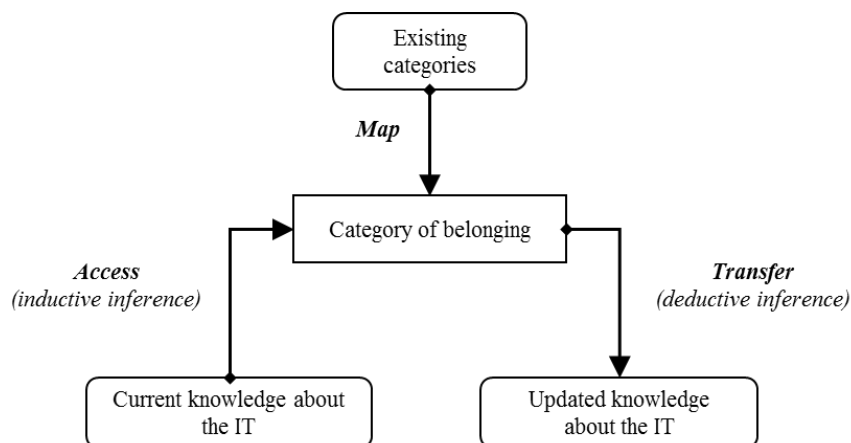 Existing
categories
Map
Category of belonging
Access
(inductive inference)
Transfer
(deductive inference)
Current knowledge about
the IT
Updated knowledge
about the IT